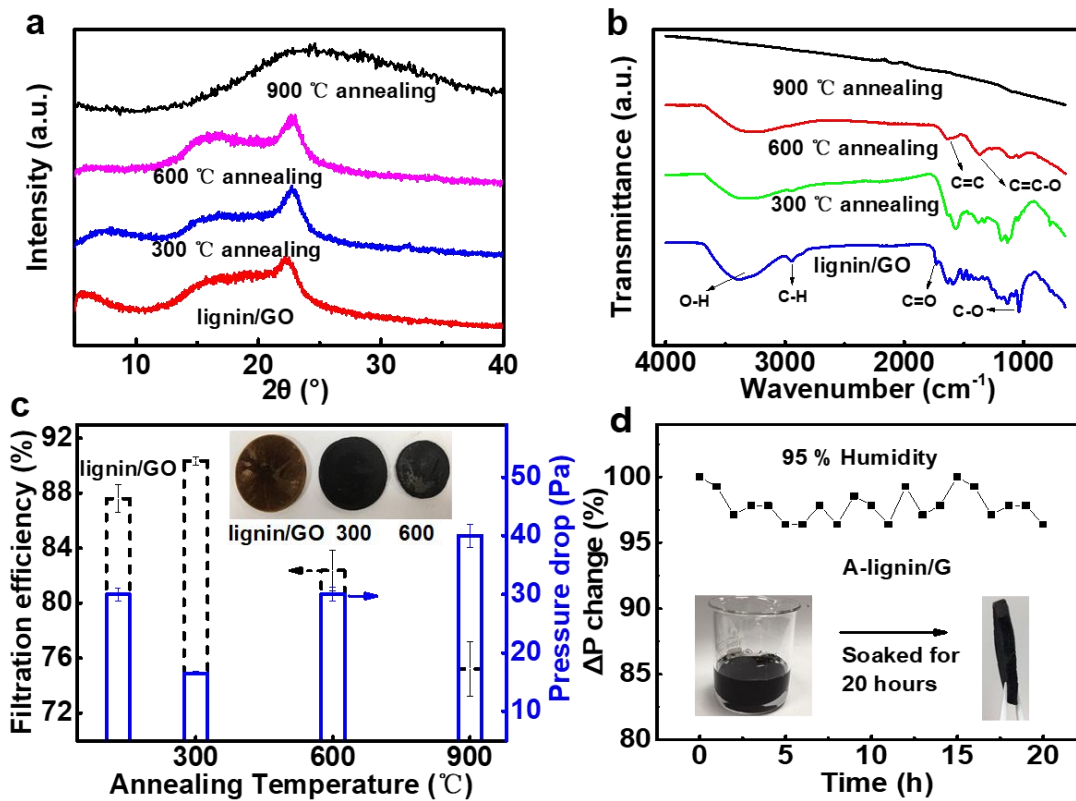 a
Intensity (a.u.)
900 ℃ annealing
600 ℃ annealing
300 ℃ annealing
lignin/GO
10
20
30
40
2θ (°)
b
Transmittance (a.u.)
900 ℃ annealing
600 ℃ annealing
C=C
C=C-O
300 ℃ annealing
lignin/GO
O-H
C-H
C=O
C-O
4000
3000
2000
1000
Wavenumber (cm⁻¹)
c
Filtration efficiency (%)
92
88
84
80
76
72
lignin/GO
lignin/GO
300
600
50
40
30
20
10
Pressure drop (Pa)
300
600
900
Annealing Temperature (℃)
d
ΔP change (%)
100
95
90
85
80
95 % Humidity
A-lignin/G
Soaked for
20 hours
0
5
10
15
20
Time (h)